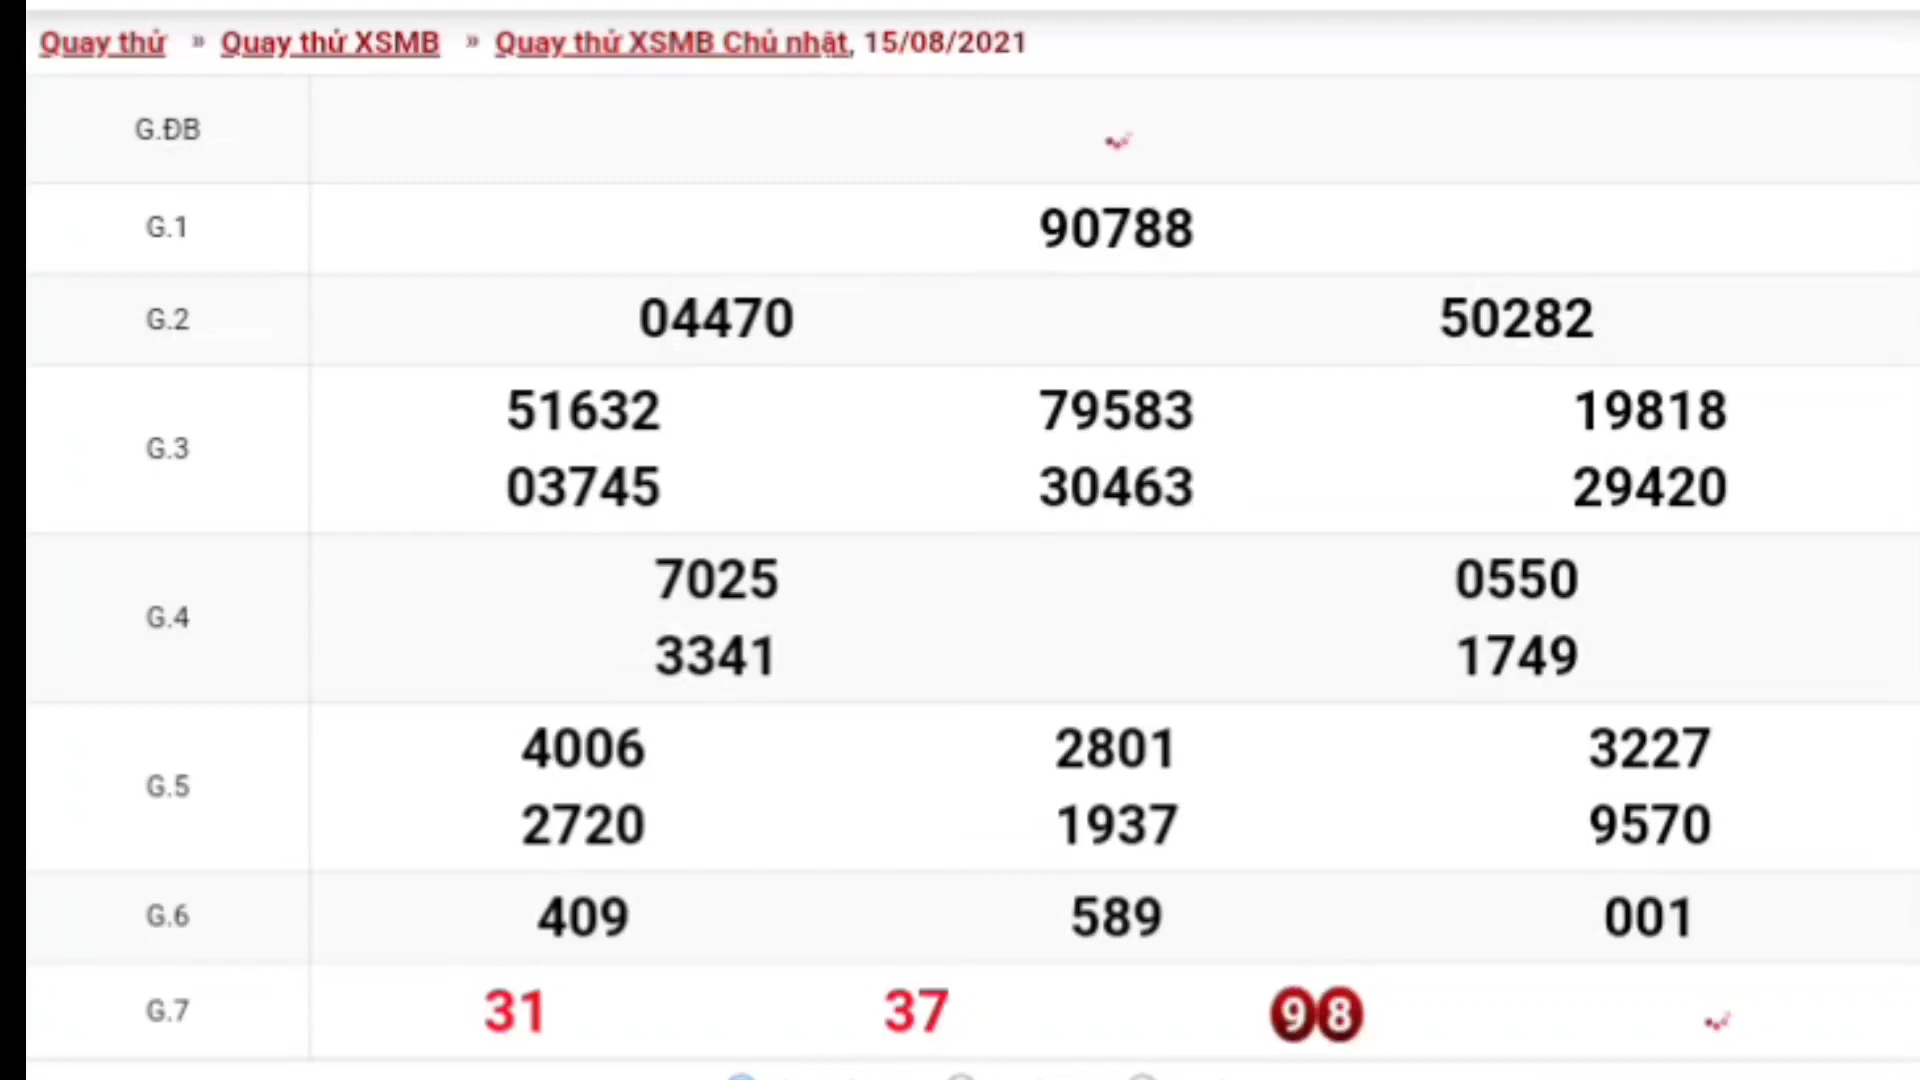 Quay thử » Quay thử XSMB » Quay thử XSMB Chủ nhật, 15/08/2021
G.ĐB
G.1 90788
G.2 04470 50282
G.3
51632 79583 19818
03745 30463 29420
G.4
7025 0550
3341 1749
G.5
4006 2801 3227
2720 1937 9570
G.6 409 589 001
G.7 31 37 98